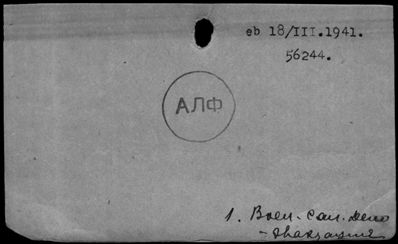 eb 18/III.1941.
56244.
АЛФ
1. Воен. Сан. Дело